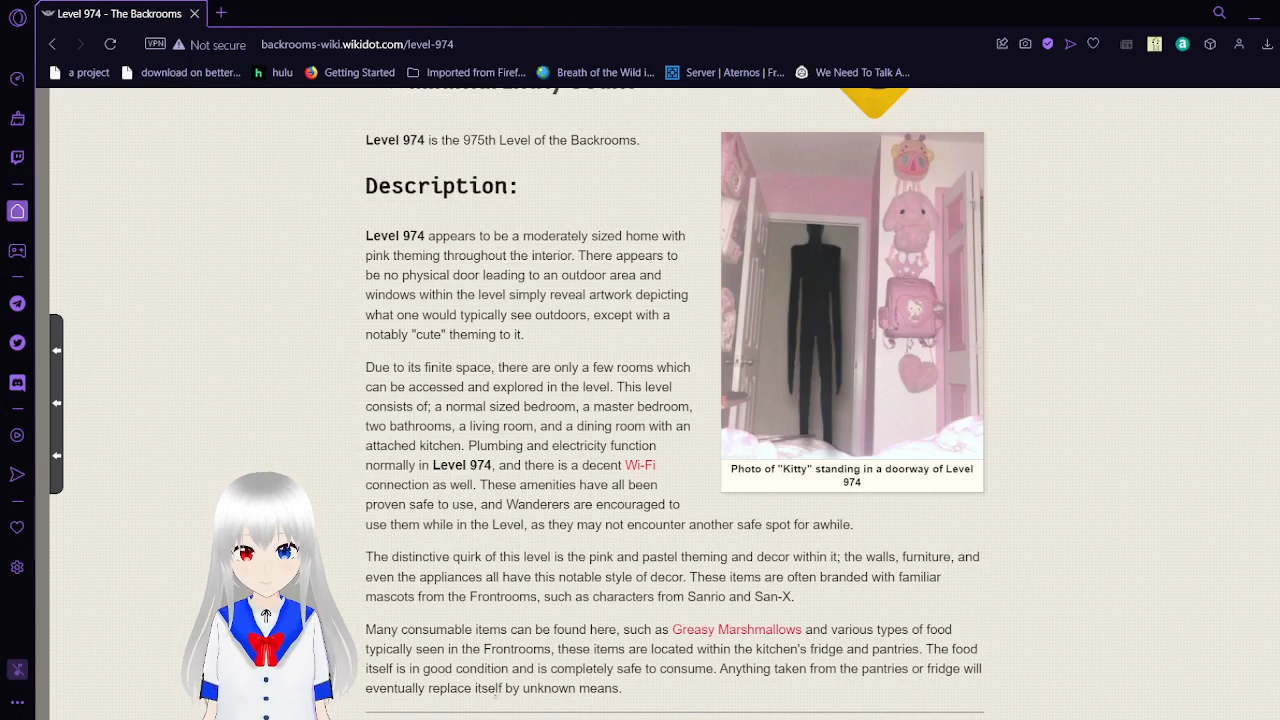 Level 974 - The Backrooms
VPN Not secure backrooms-wiki.wikidot.com/level-974
a project download on better... hulu Getting Started Imported from Firef... Breath of the Wild i... Server | Aternos | Fr... We Need To Talk A...
Level 974 is the 975th Level of the Backrooms.
Description:
Level 974 appears to be a moderately sized home with
pink theming throughout the interior. There appears to
be no physical door leading to an outdoor area and
windows within the level simply reveal artwork depicting
what one would typically see outdoors, except with a
notably "cute" theming to it.
Due to its finite space, there are only a few rooms which
can be accessed and explored in the level. This level
consists of; a normal sized bedroom, a master bedroom,
two bathrooms, a living room, and a dining room with an
attached kitchen. Plumbing and electricity function
normally in Level 974, and there is a decent Wi-Fi
connection as well. These amenities have all been
proven safe to use, and Wanderers are encouraged to
use them while in the Level, as they may not encounter another safe spot for awhile.
Photo of "Kitty" standing in a doorway of Level
974
The distinctive quirk of this level is the pink and pastel theming and decor within it; the walls, furniture, and
even the appliances all have this notable style of decor. These items are often branded with familiar
mascots from the Frontrooms, such as characters from Sanrio and San-X.
Many consumable items can be found here, such as Greasy Marshmallows and various types of food
typically seen in the Frontrooms, these items are located within the kitchen's fridge and pantries. The food
itself is in good condition and is completely safe to consume. Anything taken from the pantries or fridge will
eventually replace itself by unknown means.